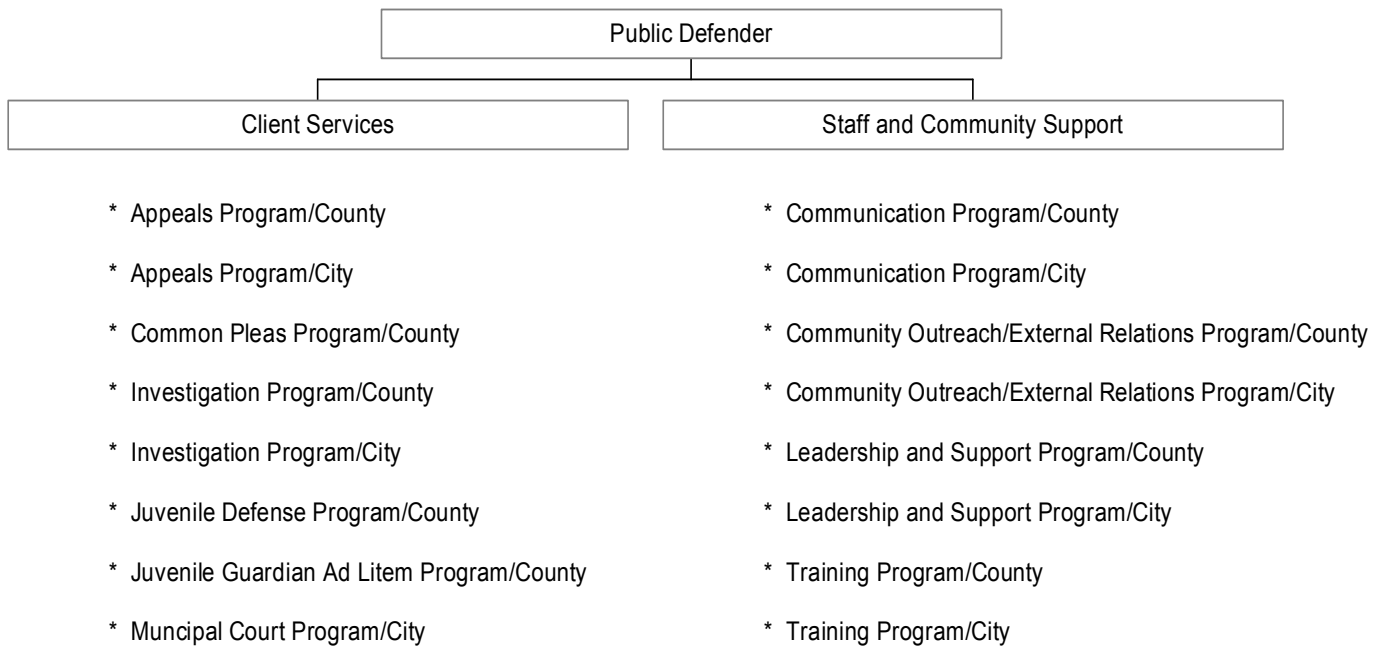 Public Defender
Client Services
Staff and Community Support
* Appeals Program/County
* Appeals Program/City
* Common Pleas Program/County
* Investigation Program/County
* Investigation Program/City
* Juvenile Defense Program/County
* Juvenile Guardian Ad Litem Program/County
* Muncipal Court Program/City
* Communication Program/County
* Communication Program/City
* Community Outreach/External Relations Program/County
* Community Outreach/External Relations Program/City
* Leadership and Support Program/County
* Leadership and Support Program/City
* Training Program/County
* Training Program/City